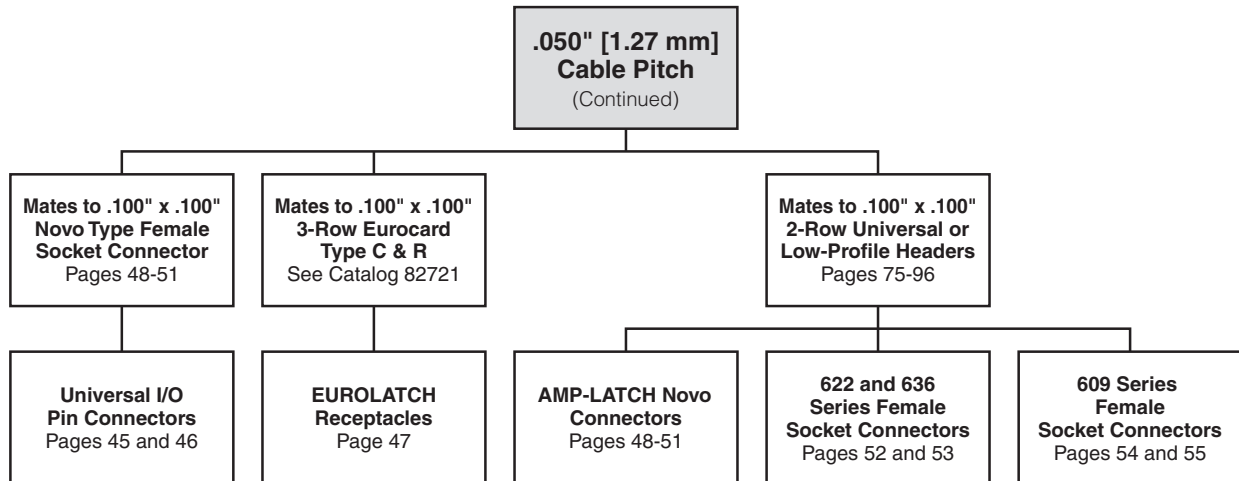 .050" [1.27 mm]
Cable Pitch
(Continued)
Mates to .100" x .100"
Novo Type Female
Socket Connector
Pages 48-51
Mates to .100" x .100"
3-Row Eurocard
Type C & R
See Catalog 82721
Mates to .100" x .100"
2-Row Universal or
Low-Profile Headers
Pages 75-96
Universal I/O
Pin Connectors
Pages 45 and 46
EUROLATCH
Receptacles
Page 47
AMP-LATCH Novo
Connectors
Pages 48-51
622 and 636
Series Female
Socket Connectors
Pages 52 and 53
609 Series
Female
Socket Connectors
Pages 54 and 55